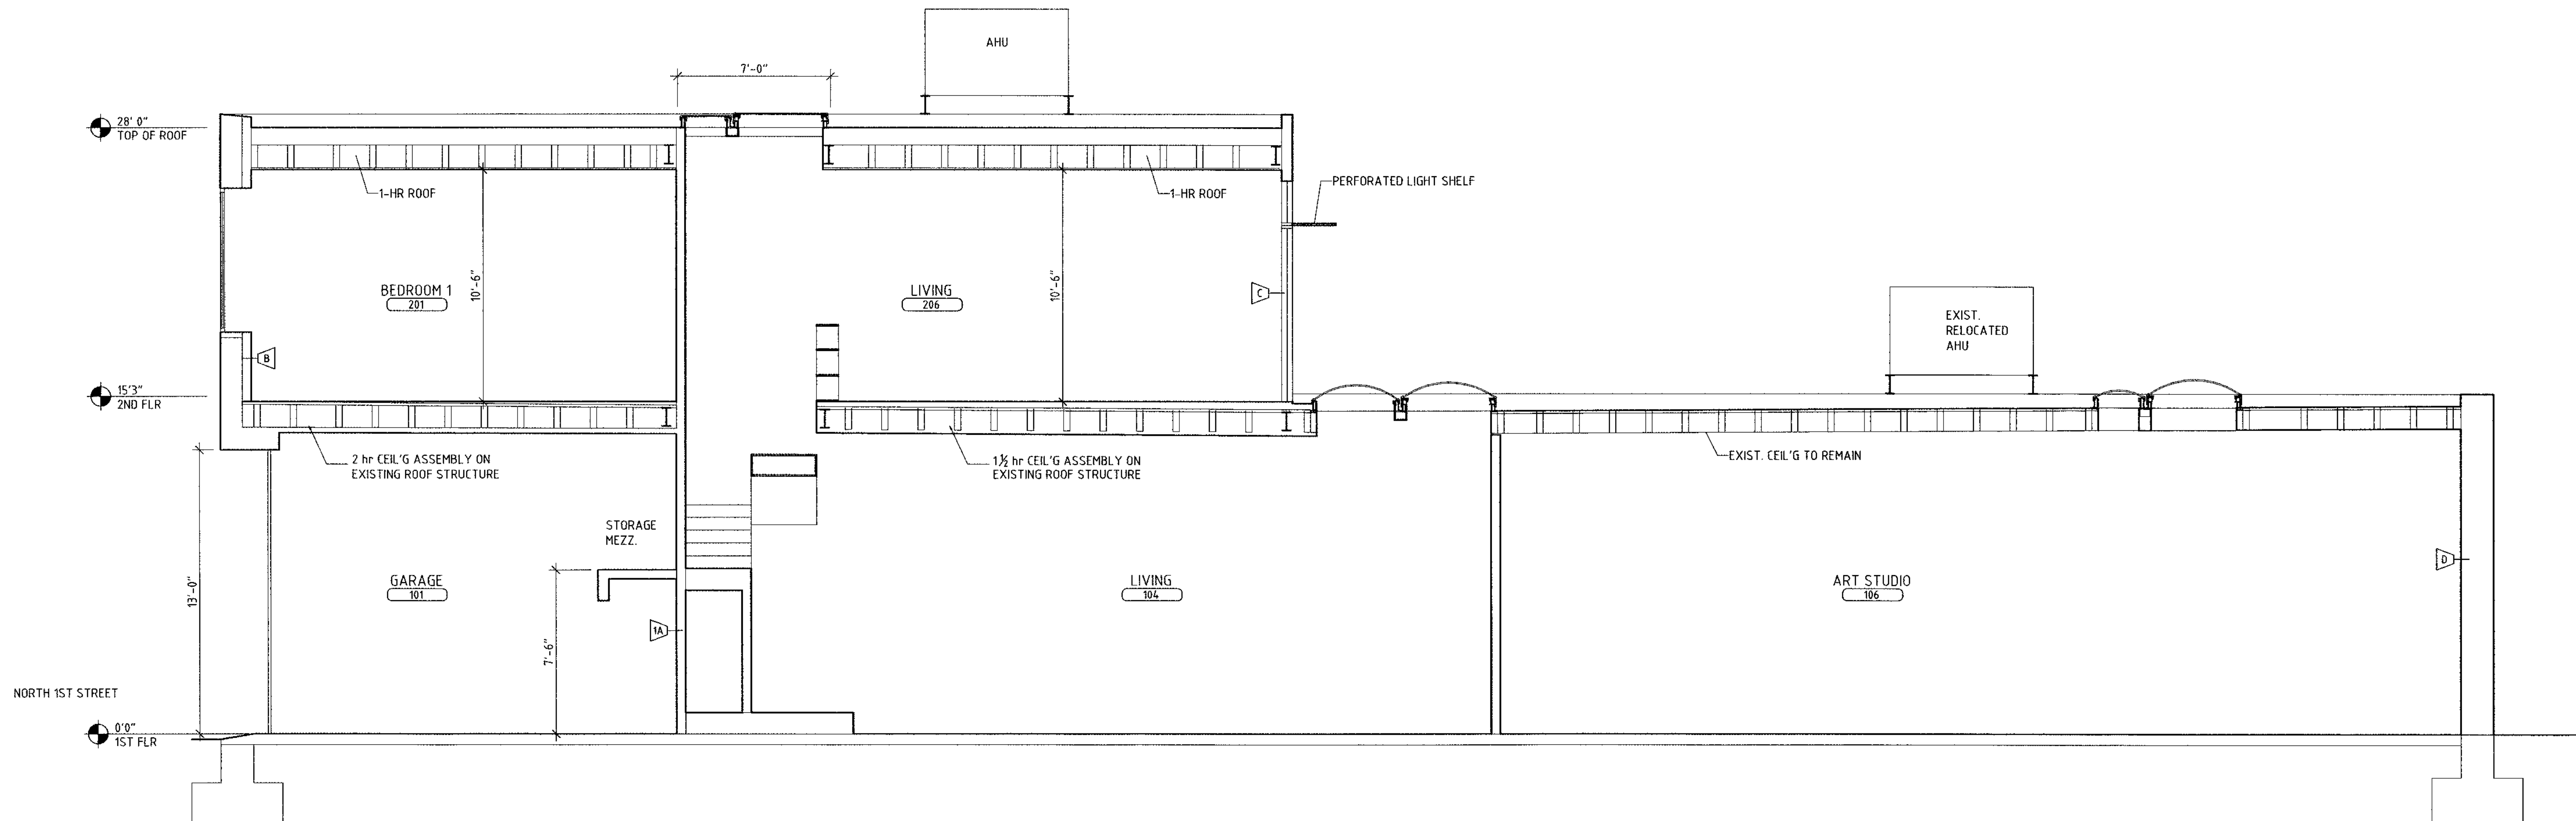 AHU
7'-0"
28' 0"
TOP OF ROOF
1-HR ROOF
1-HR ROOF
PERFORATED LIGHT SHELF
10'-6"
10'-6"
BEDROOM 1
201
LIVING
206
C
EXIST.
RELOCATED
AHU
B
15'3"
2ND FLR
2 hr CEIL'G ASSEMBLY ON
EXISTING ROOF STRUCTURE
1 ½ hr CEIL'G ASSEMBLY ON
EXISTING ROOF STRUCTURE
EXIST. CEIL'G TO REMAIN
STORAGE
MEZZ.
13'-0"
GARAGE
101
LIVING
104
ART STUDIO
106
D
7'-6"
1A
NORTH 1ST STREET
0'0"
1ST FLR